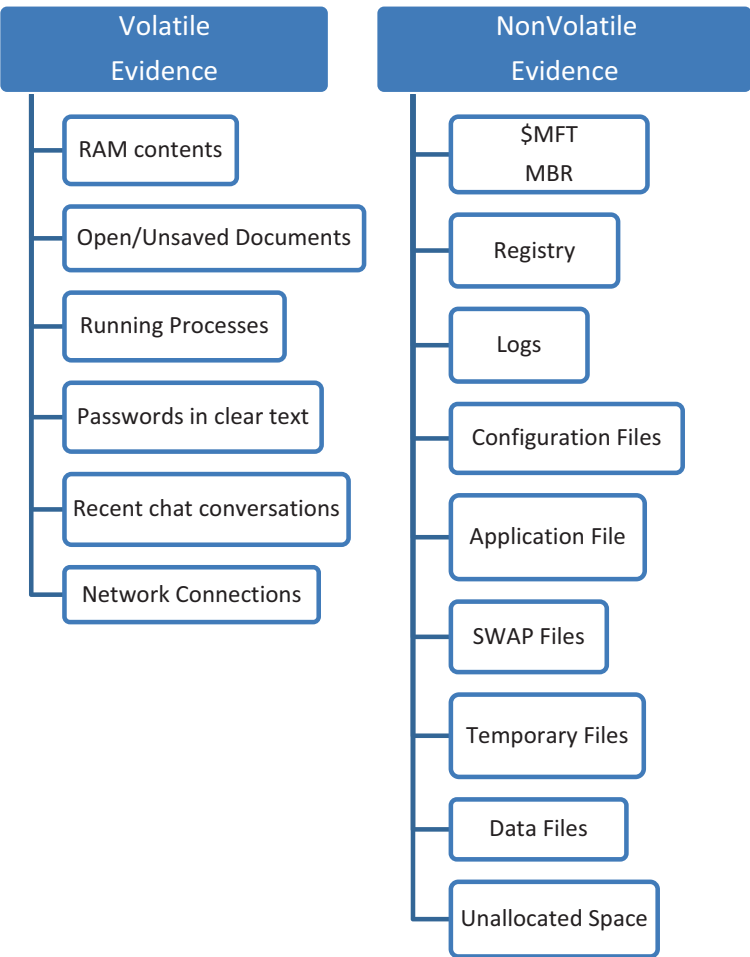 Volatile
Evidence
RAM contents
Open/Unsaved Documents
Running Processes
Passwords in clear text
Recent chat conversations
Network Connections
NonVolatile
Evidence
$MFT
MBR
Registry
Logs
Configuration Files
Application File
SWAP Files
Temporary Files
Data Files
Unallocated Space